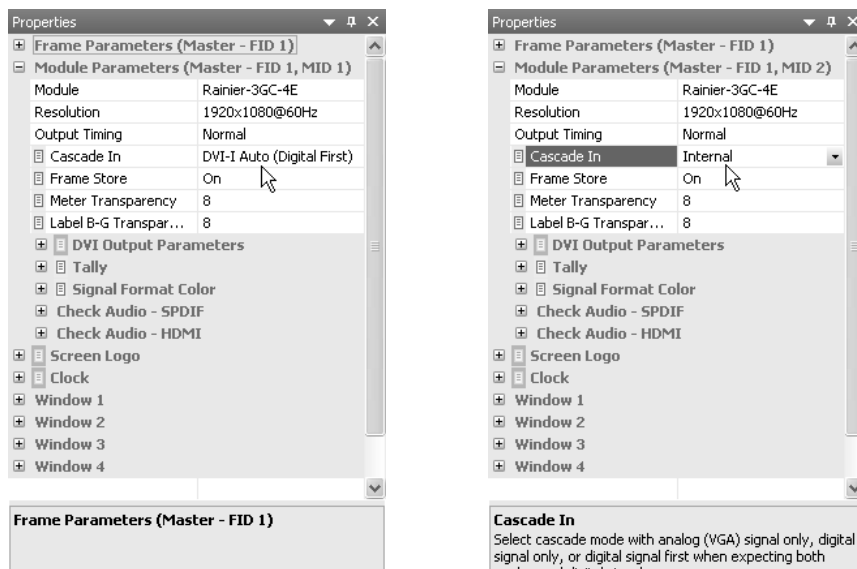 Properties
Frame Parameters (Master - FID 1)
Module Parameters (Master - FID 1, MID 1)
Module Rainier-3GC-4E
Resolution 1920x1080@60Hz
Output Timing Normal
Cascade In DVI-I Auto (Digital First)
Frame Store On
Meter Transparency 8
Label B-G Transpar... 8
DVI Output Parameters
Tally
Signal Format Color
Check Audio - SPDIF
Check Audio - HDMI
Screen Logo
Clock
Window 1
Window 2
Window 3
Window 4
Frame Parameters (Master - FID 1)
Properties
Frame Parameters (Master - FID 1)
Module Parameters (Master - FID 1, MID 2)
Module Rainier-3GC-4E
Resolution 1920x1080@60Hz
Output Timing Normal
Cascade In Internal
Frame Store On
Meter Transparency 8
Label B-G Transpar... 8
DVI Output Parameters
Tally
Signal Format Color
Check Audio - SPDIF
Check Audio - HDMI
Screen Logo
Clock
Window 1
Window 2
Window 3
Window 4
Cascade In
Select cascade mode with analog (VGA) signal only, digital
signal only, or digital signal first when expecting both